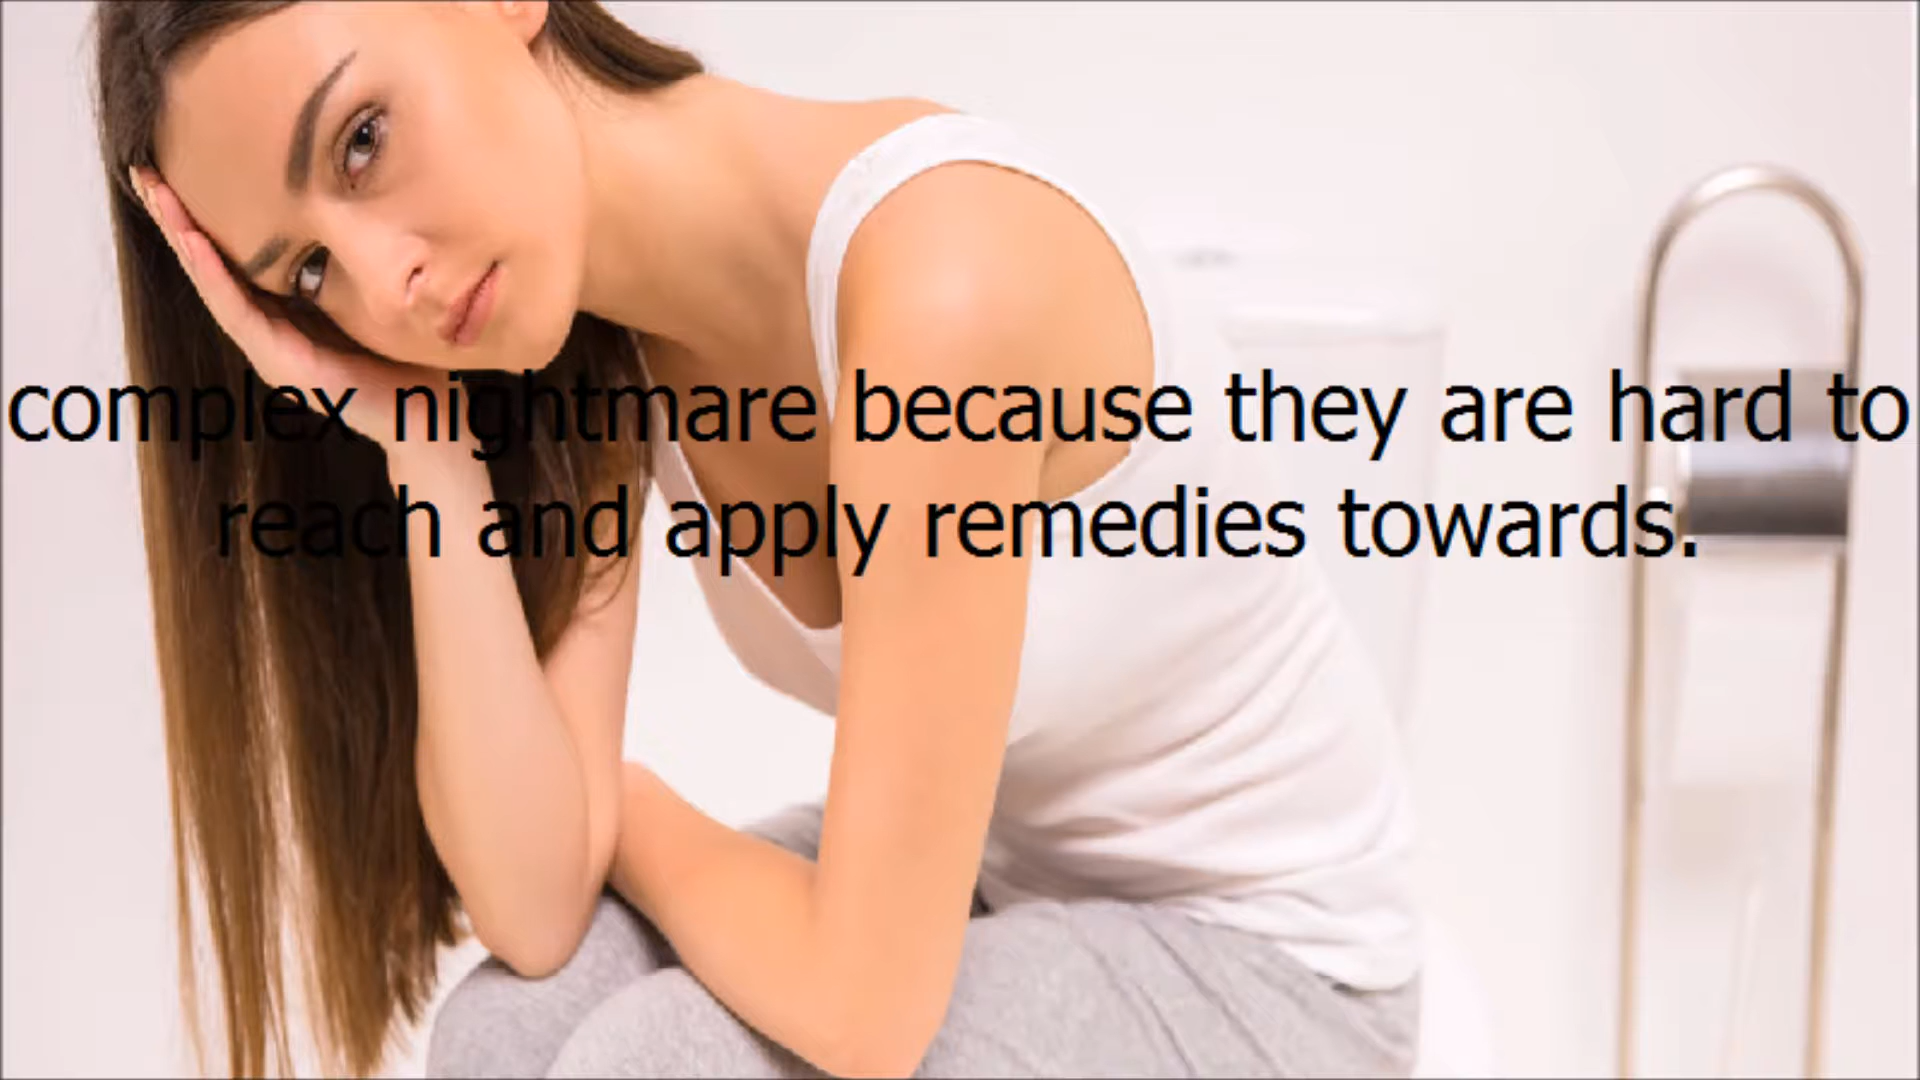 complex nightmare because they are hard to
reach and apply remedies towards.